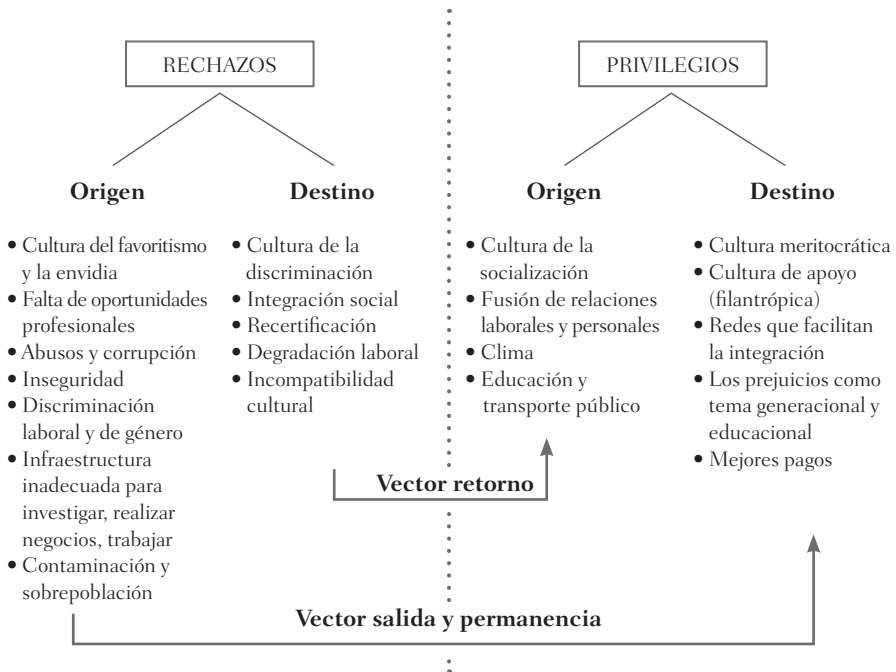 RECHAZOS
PRIVILEGIOS
Origen
• Cultura del favoritismo
y la envidia
• Falta de oportunidades
profesionales
• Abusos y corrupción
• Inseguridad
• Discriminación
laboral y de género
• Infraestructura
inadecuada para
investigar, realizar
negocios, trabajar
• Contaminación y
sobrepoblación
Destino
• Cultura de la
discriminación
• Integración social
• Recertificación
• Degradación laboral
• Incompatibilidad
cultural
Origen
• Cultura de la
socialización
• Fusión de relaciones
laborales y personales
• Clima
• Educación y
transporte público
Destino
• Cultura meritocrática
• Cultura de apoyo
(filantrópica)
• Redes que facilitan
la integración
• Los prejuicios como
tema generacional y
educacional
• Mejores pagos
Vector retorno
Vector salida y permanencia